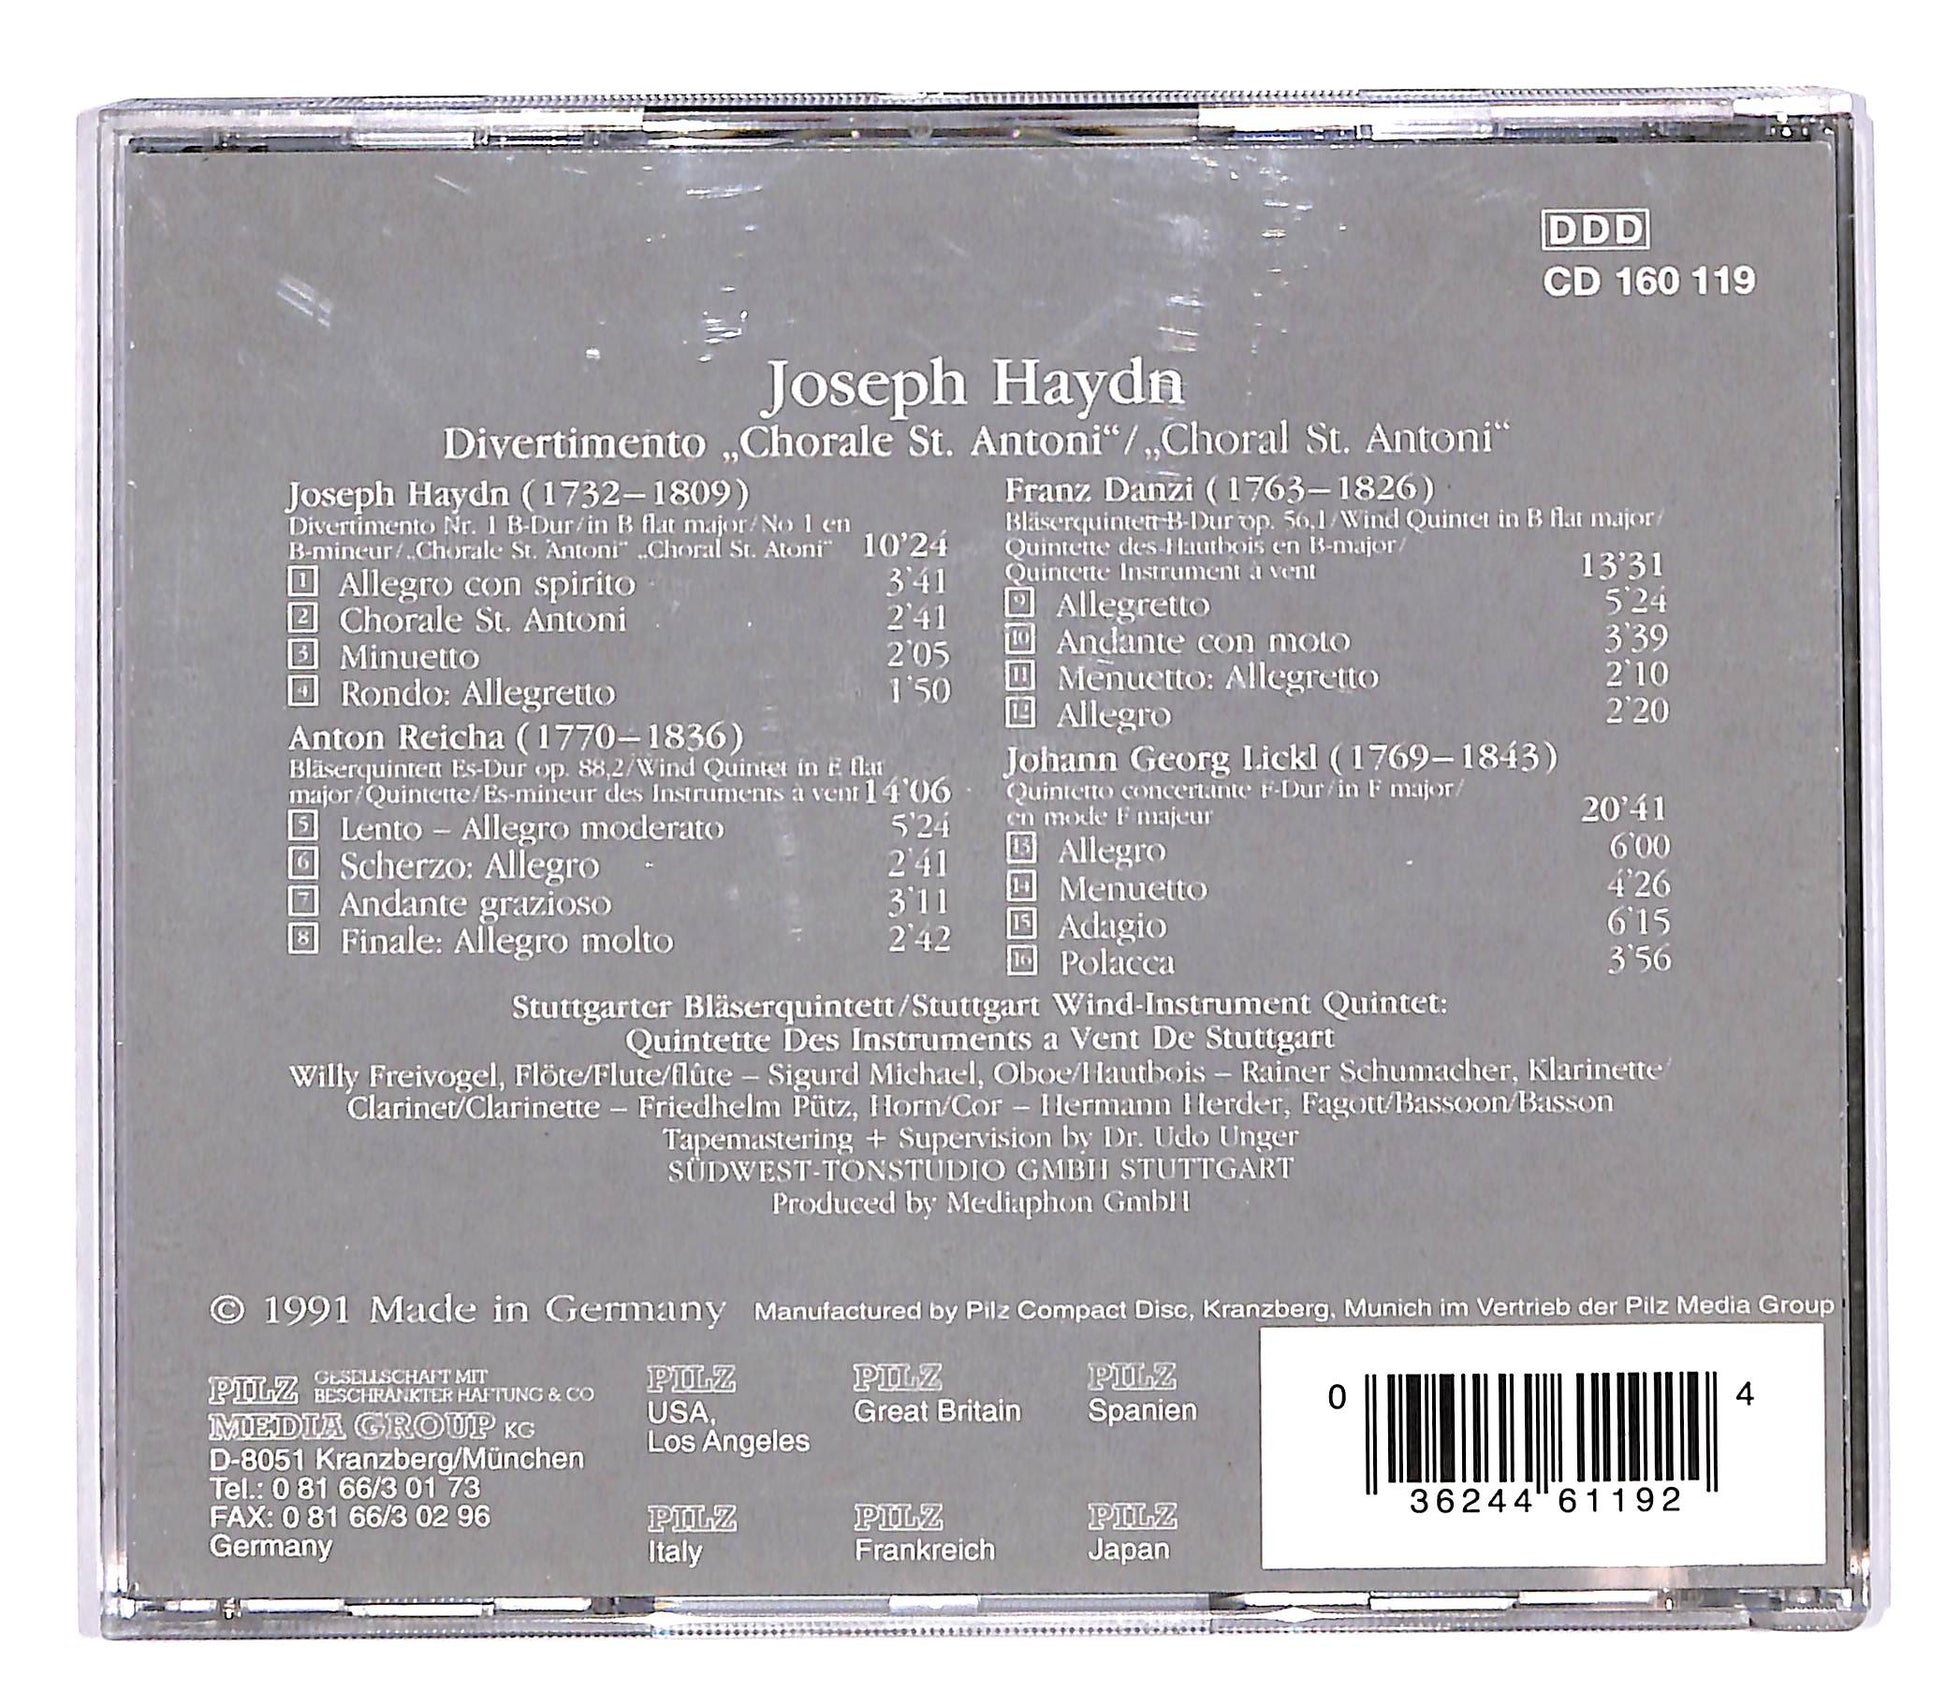 DDD
CD 160 119
Joseph Haydn
Divertimento „Chorale St. Antoni“/„Choral St. Antoni“
Joseph Haydn (1732–1809)
Divertimento Nr. 1 B-Dur/in B flat major/No 1 en
B-mineur/„Chorale St. Antoni“ „Choral St. Atoni“ 10'24
1 Allegro con spirito 3'41
2 Chorale St. Antoni 2'41
3 Minuetto 2'05
4 Rondo: Allegretto 1'50
Anton Reicha (1770–1836)
Bläserquintett Es-Dur op. 88,2/Wind Quintet in E flat
major/Quintette/Es-mineur des Instruments à vent 14'06
5 Lento – Allegro moderato 5'24
6 Scherzo: Allegro 2'41
7 Andante grazioso 3'11
8 Finale: Allegro molto 2'42
Franz Danzi (1763–1826)
Bläserquintett B-Dur op. 56,1/Wind Quintet in B flat major/
Quintette des Hautbois en B-major/
Quintette Instrument à vent 13'31
9 Allegretto 5'24
10 Andante con moto 3'39
11 Menuetto: Allegretto 2'10
12 Allegro 2'20
Johann Georg Lickl (1769–1843)
Quintetto concertante F-Dur/in F major/
en mode F majeur 20'41
13 Allegro 6'00
14 Menuetto 4'26
15 Adagio 6'15
16 Polacca 3'56
Stuttgarter Bläserquintett/Stuttgart Wind-Instrument Quintet:
Quintette Des Instruments a Vent De Stuttgart
Willy Freivogel, Flöte/Flute/flûte – Sigurd Michael, Oboe/Hautbois – Rainer Schumacher, Klarinette/
Clarinet/Clarinette – Friedhelm Pütz, Horn/Cor – Hermann Herder, Fagott/Bassoon/Basson
Tapemastering + Supervision by Dr. Udo Unger
SÜDWEST-TONSTUDIO GMBH STUTTGART
Produced by Mediaphon GmbH
© 1991 Made in Germany Manufactured by Pilz Compact Disc, Kranzberg, Munich im Vertrieb der Pilz Media Group
PILZ GESELLSCHAFT MIT
BESCHRÄNKTER HAFTUNG & CO
MEDIA GROUP KG
D-8051 Kranzberg/München
Tel.: 0 81 66/3 01 73
FAX: 0 81 66/3 02 96
Germany
PILZ
USA,
Los Angeles
PILZ
Great Britain
PILZ
Spanien
PILZ
Italy
PILZ
Frankreich
PILZ
Japan
0 36244 61192 4